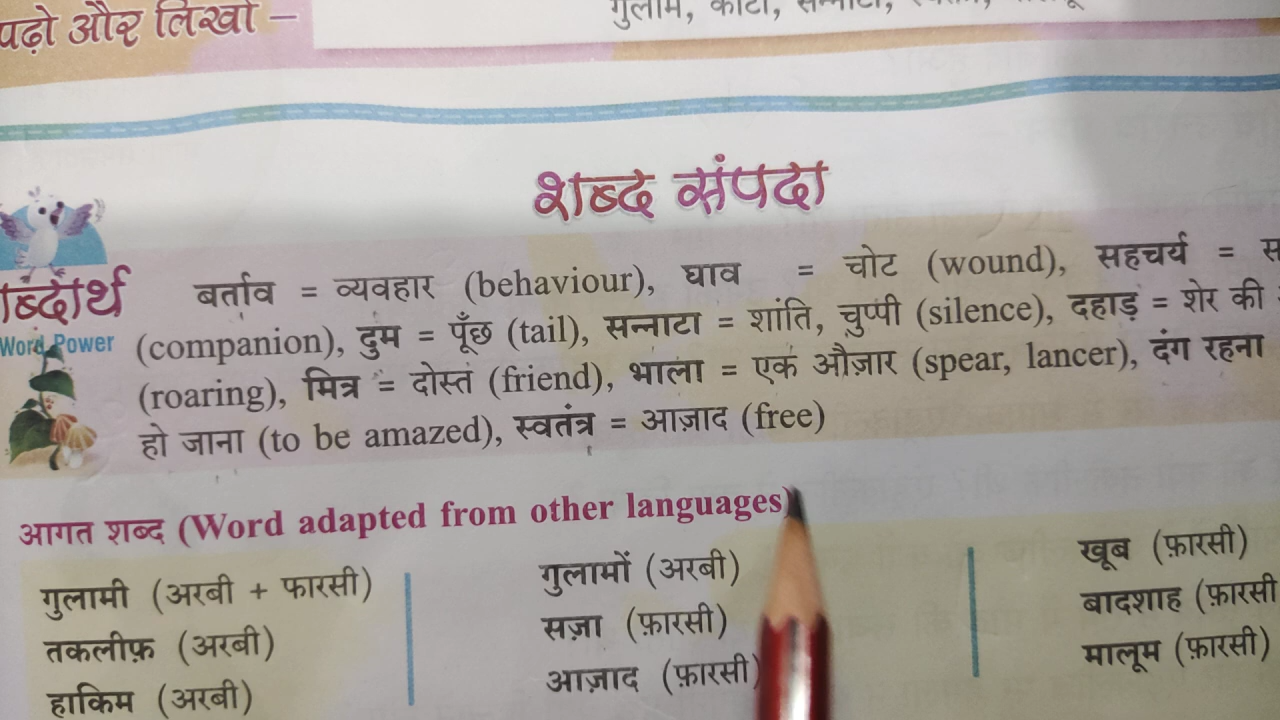 पढ़ो और लिखो –
गुलाम, काँटा, सन्नाटा,
शब्द संपदा
ब्दार्थ
Word Power
बर्ताव = व्यवहार (behaviour), घाव = चोट (wound), सहचर्य =
(companion), दुम = पूँछ (tail), सन्नाटा = शांति, चुप्पी (silence), दहाड़ = शेर की
(roaring), मित्र = दोस्त (friend), भाला = एक औज़ार (spear, lancer), दंग रहना
हो जाना (to be amazed), स्वतंत्र = आज़ाद (free)
आगत शब्द (Word adapted from other languages)
गुलामी (अरबी + फारसी) गुलामों (अरबी) खूब (फ़ारसी)
तकलीफ़ (अरबी) सज़ा (फ़ारसी) बादशाह (फ़ारसी
हाकिम (अरबी) आज़ाद (फ़ारसी) मालूम (फ़ारसी)